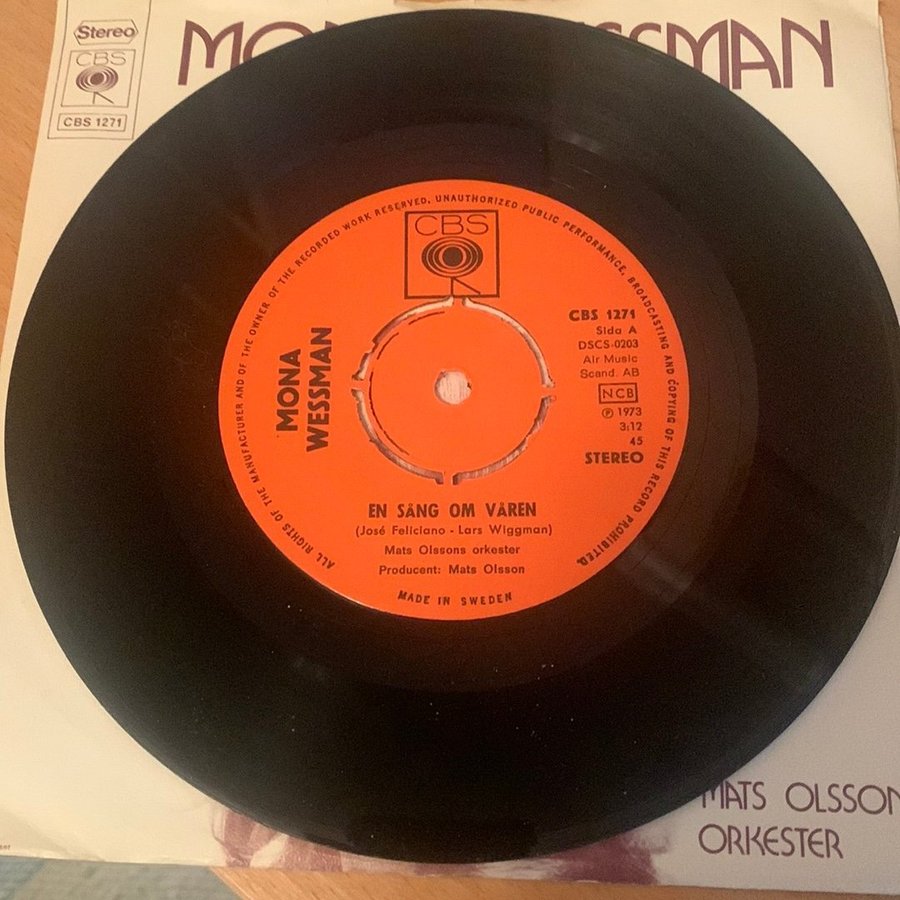 Stereo
CBS
CBS 1271
MONA WESSMAN
ALL RIGHTS OF THE MANUFACTURER AND OF THE OWNER OF THE RECORDED WORK RESERVED. UNAUTHORIZED PUBLIC PERFORMANCE, BROADCASTING AND COPYING OF THIS RECORD PROHIBITED.
CBS
CBS 1271
Sida A
DSCS-0203
Air Music
Scand. AB
NCB
Ⓟ 1973
3:12
45
STEREO
MONA
WESSMAN
EN SÅNG OM VÅREN
(José Feliciano - Lars Wiggman)
Mats Olssons orkester
Producent: Mats Olsson
MADE IN SWEDEN
MATS OLSSON
ORKESTER